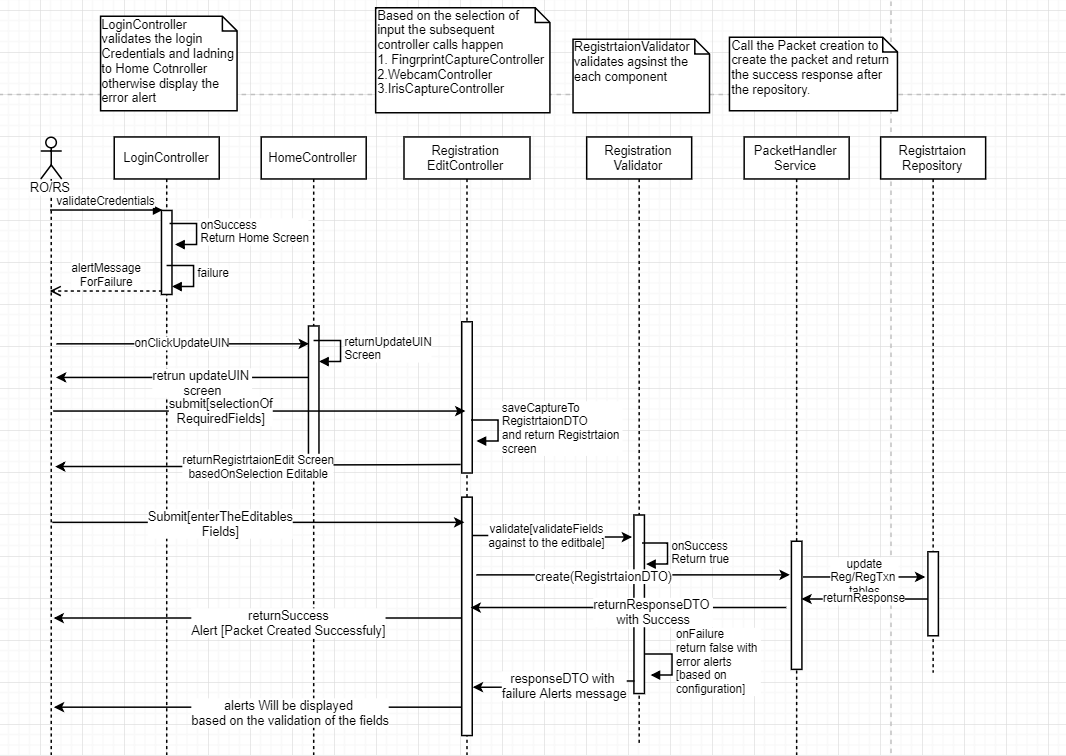 LoginController
validates the login
Credentials and ladning
to Home Cotnroller
otherwise display the
error alert
Based on the selection of
input the subsequent
controller calls happen
1. FingrprintCaptureController
2.WebcamController
3.IrisCaptureController
RegistrtaionValidator
validates agsinst the
each component
Call the Packet creation to
create the packet and return
the success response after
the repository.
RO/RS
LoginController
HomeController
Registration
EditController
Registration
Validator
PacketHandler
Service
Registrtaion
Repository
validateCredentials
onSuccess
Return Home Screen
alertMessage
ForFailure
failure
onClickUpdateUIN
returnUpdateUIN
Screen
retrun updateUIN
screen
submit[selectionOf
RequiredFields]
saveCaptureTo
RegistrtaionDTO
and return Registrtaion
screen
returnRegistrtaionEdit Screen
basedOnSelection Editable
Submit[enterTheEditables
Fields]
validate[validateFields
against to the editbale]
onSuccess
Return true
create(RegistrtaionDTO)
update
Reg/RegTxn
tables
returnResponse
returnResponseDTO
with Success
returnSuccess
Alert [Packet Created Successfuly]
onFailure
return false with
error alerts
[based on
configuration]
responseDTO with
failure Alerts message
alerts Will be displayed
based on the validation of the fields